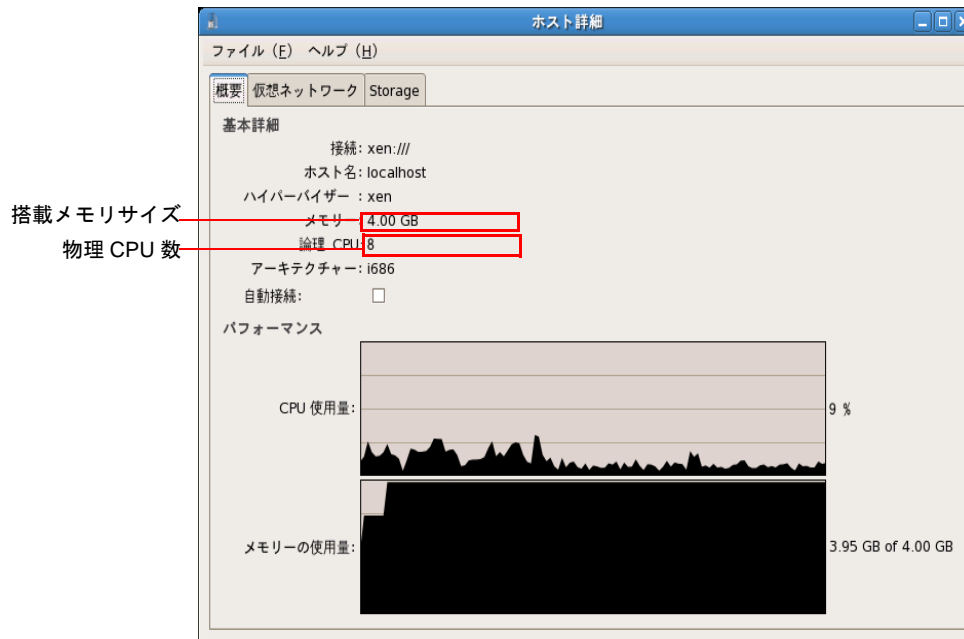 ホスト詳細
ファイル (F) ヘルプ (H)
概要 仮想ネットワーク Storage
基本詳細
接続: xen:///
ホスト名: localhost
ハイパーバイザー : xen
搭載メモリサイズ
メモリー 4.00 GB
物理 CPU 数
論理 CPU: 8
アーキテクチャー: i686
自動接続:
パフォーマンス
CPU 使用量: 9 %
メモリーの使用量: 3.95 GB of 4.00 GB